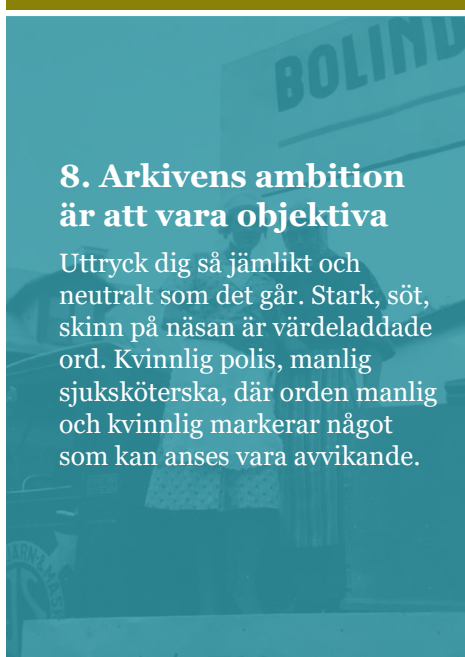 BOLIND
8. Arkivens ambition
är att vara objektiva
Uttryck dig så jämlikt och
neutralt som det går. Stark, söt,
skinn på näsan är värdeladdade
ord. Kvinnlig polis, manlig
sjuksköterska, där orden manlig
och kvinnlig markerar något
som kan anses vara avvikande.